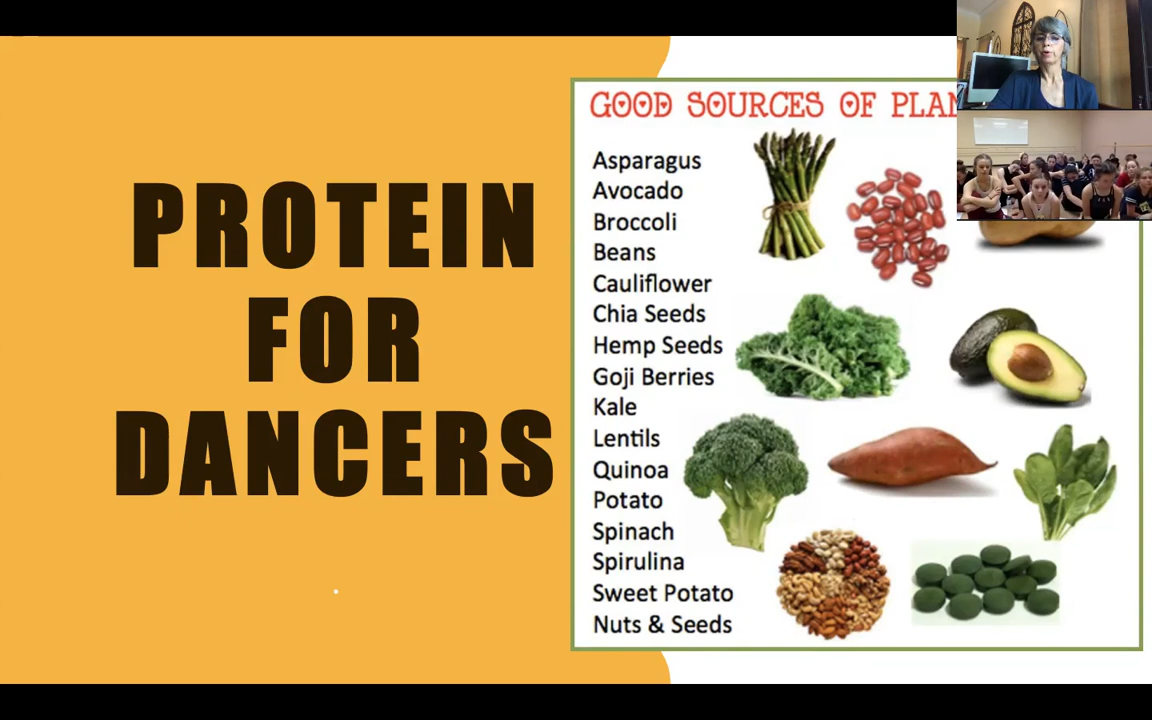 PROTEIN
FOR
DANCERS
GOOD SOURCES OF PLAN
Asparagus
Avocado
Broccoli
Beans
Cauliflower
Chia Seeds
Hemp Seeds
Goji Berries
Kale
Lentils
Quinoa
Potato
Spinach
Spirulina
Sweet Potato
Nuts & Seeds